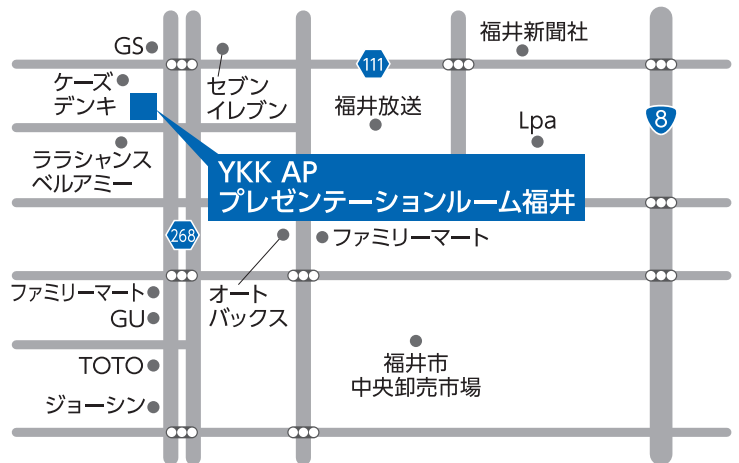 GS
福井新聞社
111
ケーズ
デンキ
セブン
イレブン
福井放送
Lpa
8
ララシャンス
ベルアミー
YKK AP
プレゼンテーションルーム福井
268
ファミリーマート
ファミリーマート
オート
バックス
GU
TOTO
福井市
中央卸売市場
ジョーシン